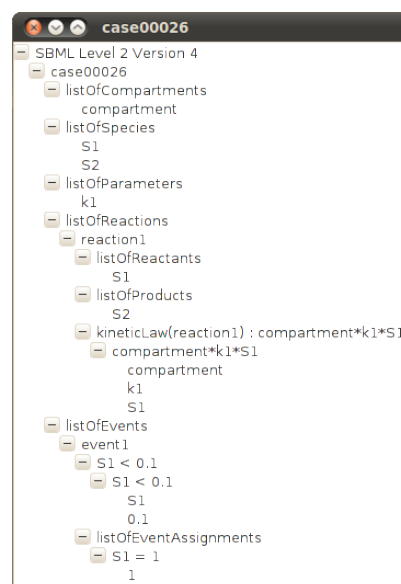 case00026
SBML Level 2 Version 4
case00026
listOfCompartments
compartment
listOfSpecies
S1
S2
listOfParameters
k1
listOfReactions
reaction1
listOfReactants
S1
listOfProducts
S2
kineticLaw(reaction1) : compartment*k1*S1
compartment*k1*S1
compartment
k1
S1
listOfEvents
event1
S1 < 0.1
S1 < 0.1
S1
0.1
listOfEventAssignments
S1 = 1
1